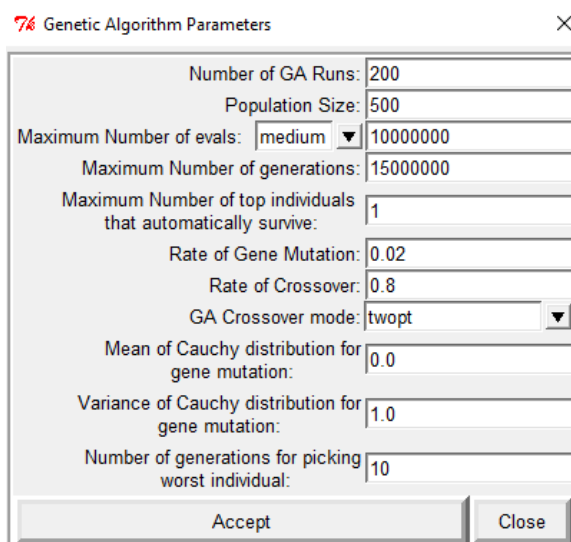 Genetic Algorithm Parameters
Number of GA Runs: 200
Population Size: 500
Maximum Number of evals: medium 10000000
Maximum Number of generations: 15000000
Maximum Number of top individuals
that automatically survive: 1
Rate of Gene Mutation: 0.02
Rate of Crossover: 0.8
GA Crossover mode: twopt
Mean of Cauchy distribution for
gene mutation: 0.0
Variance of Cauchy distribution for
gene mutation: 1.0
Number of generations for picking
worst individual: 10
Accept Close